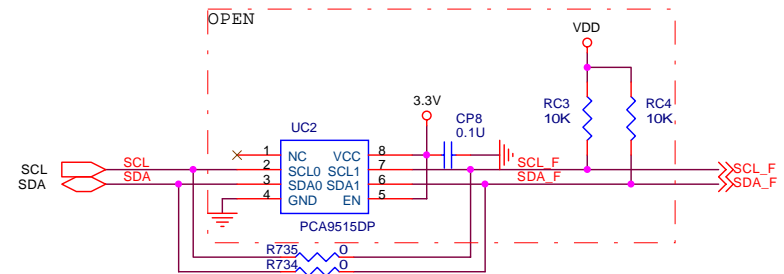 OPEN
VDD
3.3V
CP8
0.1U
RC3
10K
RC4
10K
UC2
1 NC VCC 8
2 SCL0 SCL1 7
3 SDA0 SDA1 6
4 GND EN 5
PCA9515DP
SCL SCL SCL_F SCL_F
SDA SDA SDA_F SDA_F
R735 0
R734 0